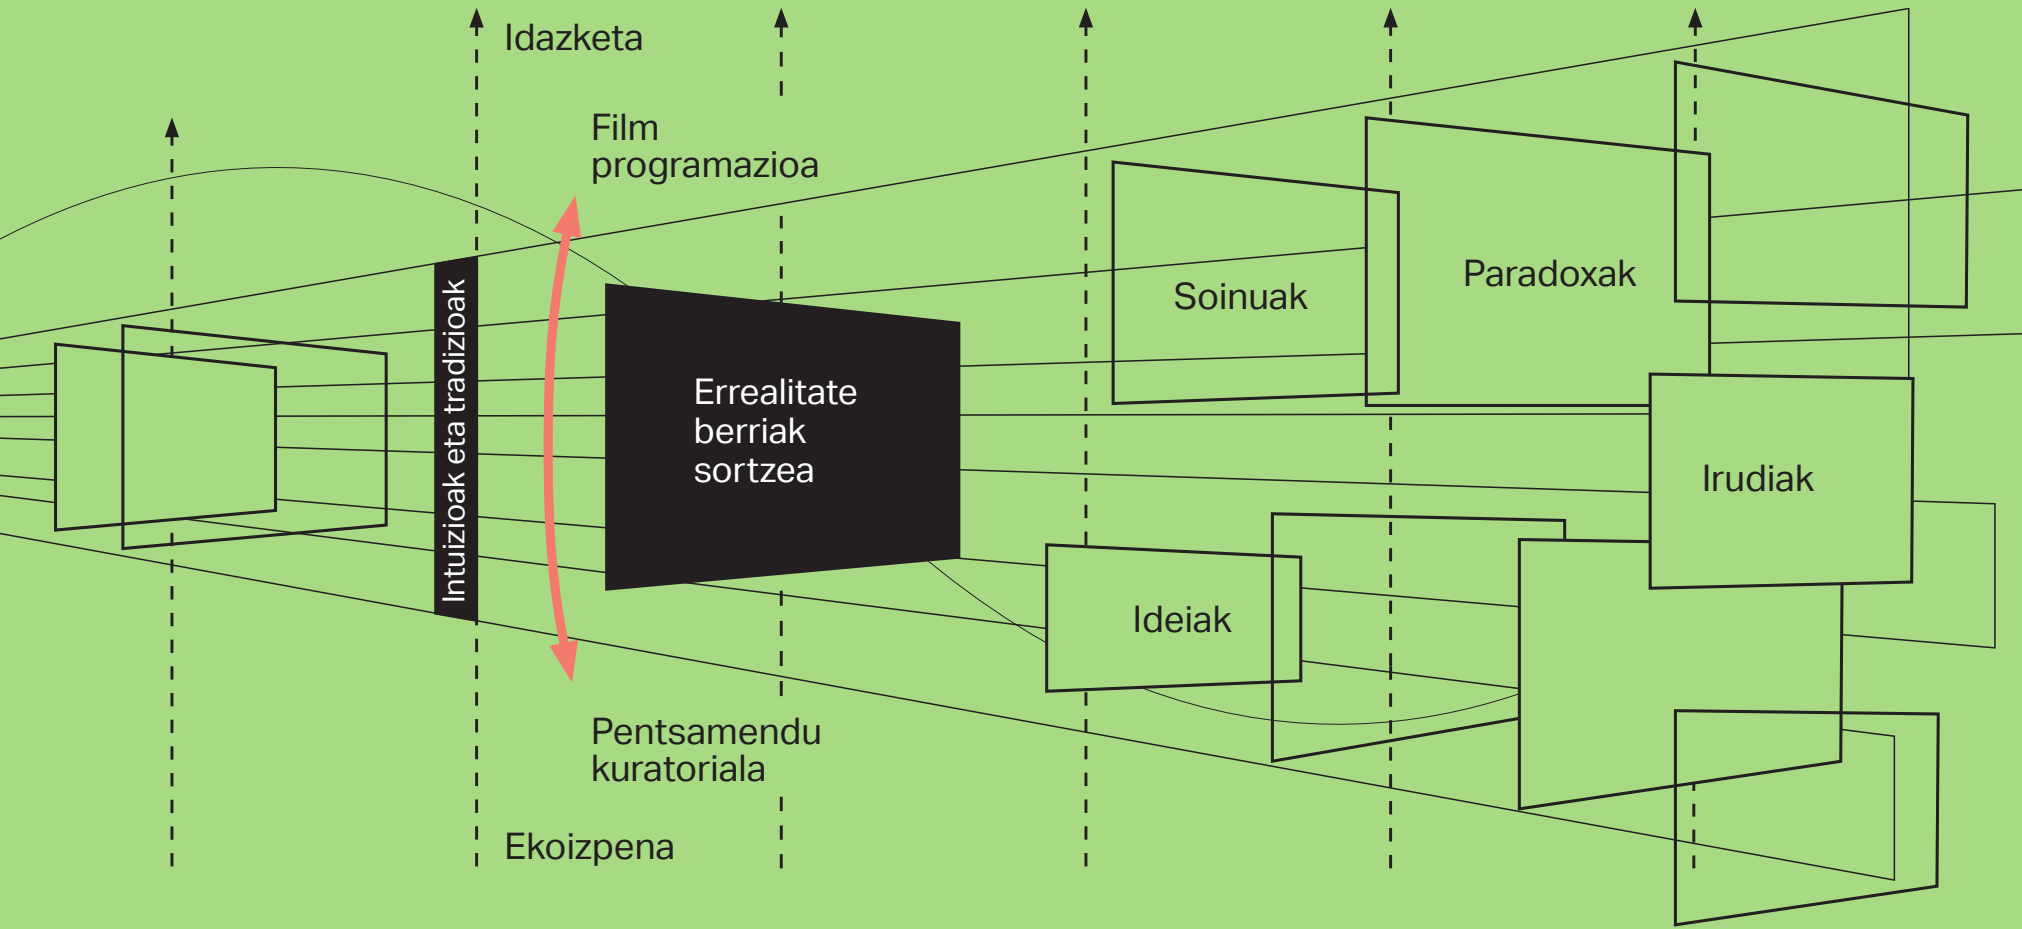 Idazketa
Film
programazioa
Intuizioak eta tradizioak
Errealitate
berriak
sortzea
Soinuak
Paradoxak
Irudiak
Ideiak
Pentsamendu
kuratoriala
Ekoizpena